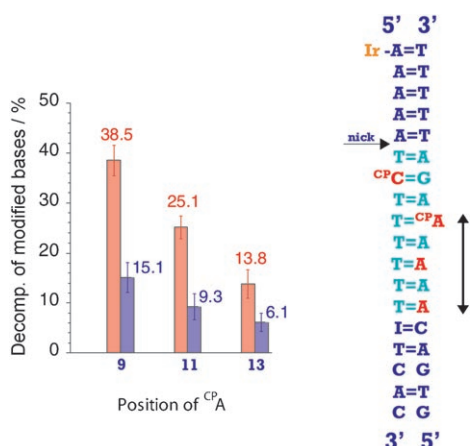 Decomp. of modified bases / %
50
40
30
20
10
0
38.5
15.1
25.1
9.3
13.8
6.1
9 11 13
Position of ᶜᴾA
5’ 3’
Ir -A=T
A=T
A=T
A=T
A=T
nick
T=A
ᶜᴾC=G
T=A
T=ᶜᴾA
T=A
T=A
T=A
T=A
I=C
T=A
C G
A=T
C G
3’ 5’